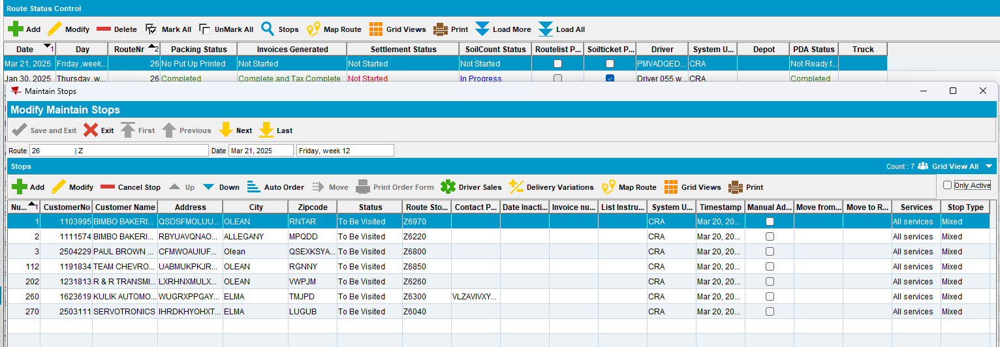 Route Status Control
Add Modify Delete Mark All UnMark All Stops Map Route Grid Views Print Load More Load All
Date 1 Day RouteNr 2 Packing Status Invoices Generated Settlement Status SoilCount Status Routelist P... Soilticket P... Driver System U... Depot PDA Status Truck
Mar 21, 2025 Friday ,week... 26 No Put Up Printed Not Started Not Started Not Started PMVADQED... CRA Not Ready f...
Jan 30, 2025 Thursday ,w... 26 Completed Complete and Tax Complete Not Started In Progress Driver 055 w... CRA Completed
Maintain Stops
Modify Maintain Stops
Save and Exit Exit First Previous Next Last
Route 26 | Z Date Mar 21, 2025 Friday, week 12
Stops Count : 7 Grid View All
Add Modify Cancel Stop Up Down Auto Order Move Print Order Form Driver Sales Delivery Variations Map Route Grid Views Print Only Active
Nu... 1 CustomerNo Customer Name Address City Zipcode Status Route Sto... Contact P... Date Inacti... Invoice nu... List Instru... System U... Timestamp Manual Ad... Move from... Move to R... Services Stop Type
1 1103995 BIMBO BAKERI... QSDSFMOLUU... OLEAN RNTAR To Be Visited Z6970 CRA Mar 20, 20... All services Mixed
2 1111574 BIMBO BAKERI... RBYUAVQNAO... ALLEGANY MPQDD To Be Visited Z6220 CRA Mar 20, 20... All services Mixed
3 2504229 PAUL BROWN ... CFMWOAUIUF... Olean QSEXKSYA... To Be Visited Z6800 CRA Mar 20, 20... All services Mixed
112 1191834 TEAM CHEVRO... UABMUKPKJR... OLEAN RGNNY To Be Visited Z6850 CRA Mar 20, 20... All services Mixed
202 1231813 R & R TRANSMI... LXRHNXMULX... OLEAN VWPJM To Be Visited Z6260 CRA Mar 20, 20... All services Mixed
260 1623619 KULIK AUTOMO... WUGRXPPGAY... ELMA TMJPD To Be Visited Z6300 VLZAVIVXY... CRA Mar 20, 20... All services Mixed
270 2503111 SERVOTRONICS IHRDKHYOHXT... ELMA LUGUB To Be Visited Z6040 CRA Mar 20, 20... All services Mixed